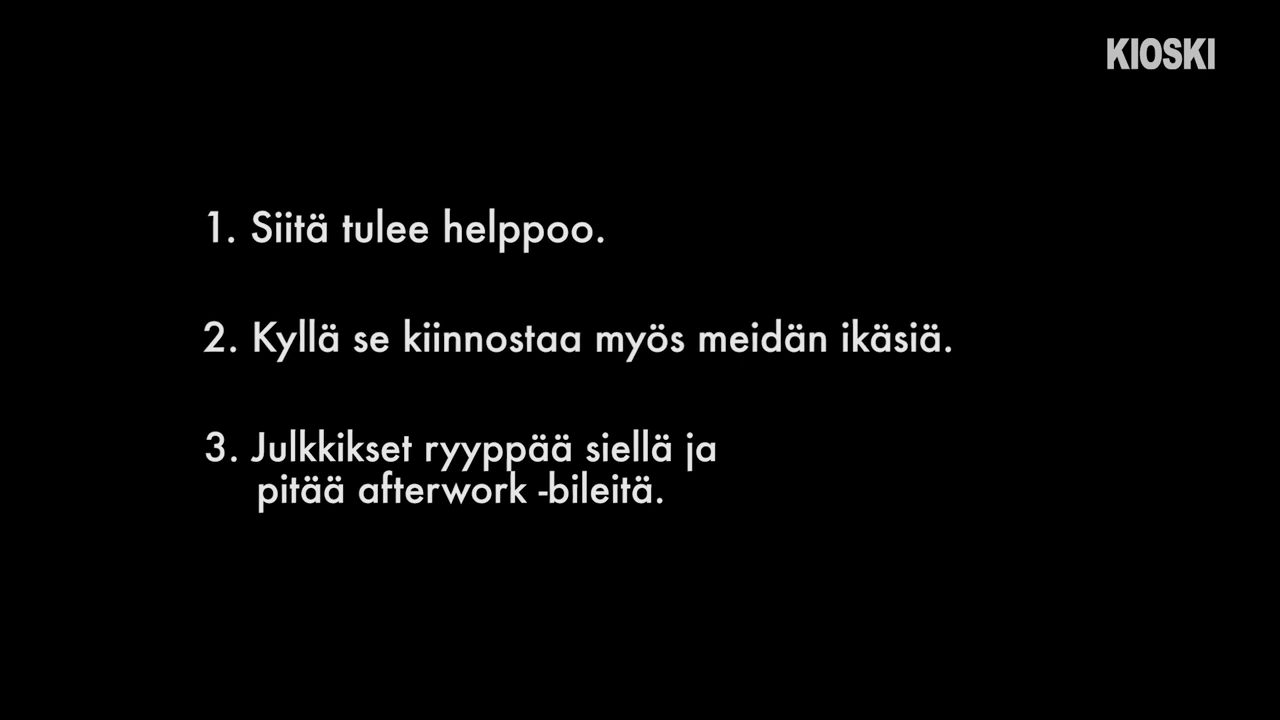 KIOSKI
1. Siitä tulee helppoo.
2. Kyllä se kiinnostaa myös meidän ikäsiä.
3. Julkkikset ryyppää siellä ja
pitää afterwork -bileitä.